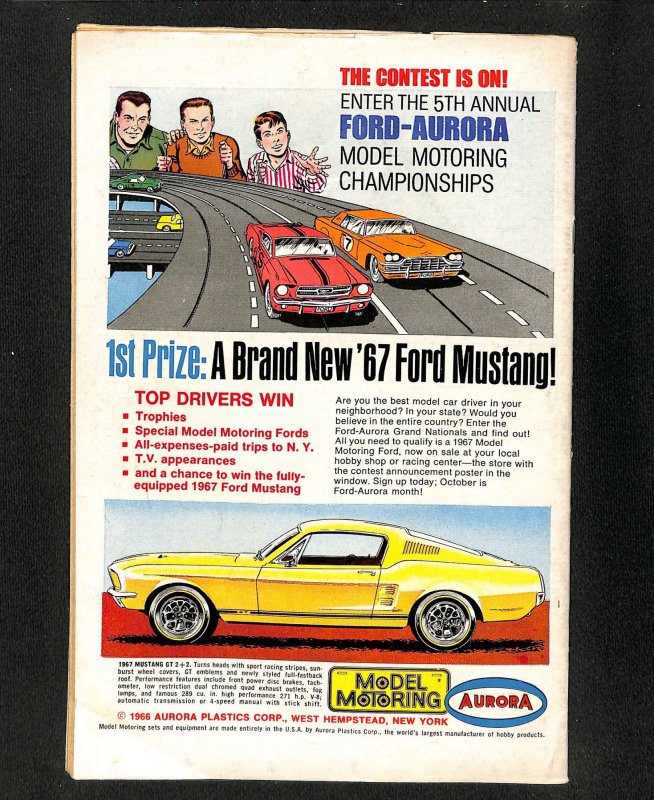 THE CONTEST IS ON!
ENTER THE 5TH ANNUAL
FORD-AURORA
MODEL MOTORING
CHAMPIONSHIPS
7
1st Prize: A Brand New '67 Ford Mustang!
TOP DRIVERS WIN
▪ Trophies
▪ Special Model Motoring Fords
▪ All-expenses-paid trips to N. Y.
▪ T.V. appearances
▪ and a chance to win the fully-
equipped 1967 Ford Mustang
Are you the best model car driver in your
neighborhood? In your state? Would you
believe in the entire country? Enter the
Ford-Aurora Grand Nationals and find out!
All you need to qualify is a 1967 Model
Motoring Ford, now on sale at your local
hobby shop or racing center—the store with
the contest announcement poster in the
window. Sign up today; October is
Ford-Aurora month!
1967 MUSTANG GT 2+2. Turns heads with sport racing stripes, sun-
burst wheel covers, GT emblems and newly styled full-fastback
roof. Performance features include front power disc brakes, tach-
ometer, low restriction dual chromed quad exhaust outlets, fog
lamps, and famous 289 cu. in. high performance 271 h.p. V-8;
automatic transmission or 4-speed manual with stick shift.
MODEL
MOTORING
AURORA
© 1966 AURORA PLASTICS CORP., WEST HEMPSTEAD, NEW YORK
Model Motoring sets and equipment are made entirely in the U.S.A. by Aurora Plastics Corp., the world's largest manufacturer of hobby products.